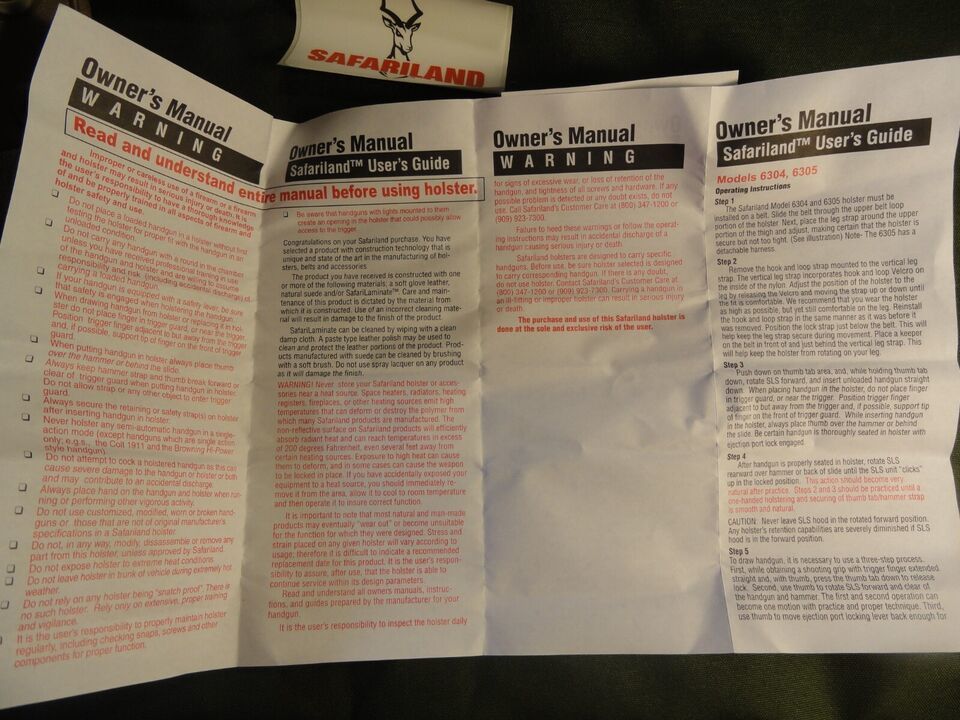 SAFARILAND
Owner's Manual
WARNING
Read and understand entire manual before using holster.
Improper or careless use of a firearm or a firearm
and holster may result in serious injury or death. It is
the user's responsibility to have a thorough knowledge
of and be properly trained in all aspects of firearm and
holster safety and use.
Do not place a loaded handgun in a holster without first
testing the holster for proper fit with the handgun in an
unloaded condition.
Do not carry handgun with a round in the chamber
unless you have received professional training in use of
the handgun and holster and are willing to assume
responsibility and risk (including accidental discharge) of
carrying a loaded handgun.
If your handgun is equipped with a safety lever, be sure
that safety is engaged when holstering the handgun.
When drawing handgun from holster or replacing it in hol-
ster do not place finger in trigger guard, or near trigger.
Position trigger finger adjacent to but away from the trigger
and, if possible, support tip of finger on the front of trigger
guard.
When putting handgun in holster always place thumb
over the hammer or behind the slide.
Always keep hammer strap and thumb break forward or
clear of trigger guard when putting handgun in holster.
Do not allow strap or any other object to enter trigger
guard.
Always secure the retaining or safety strap(s) on holster
after inserting handgun in holster.
Never holster any semi-automatic handgun in a single-
action mode (except handguns which are single action
only; e.g., the Colt 1911 and the Browning Hi-Power
style handgun).
Do not attempt to cock a holstered handgun as this can
cause severe damage to the handgun or holster or both
and may contribute to an accidental discharge.
Always place hand on the handgun and holster when run-
ning or performing other vigorous activity.
Do not use customized, modified, worn or broken hand-
guns or those that are not of original manufacturer's
specifications in a Safariland holster.
Do not, in any way, modify, disassemble or remove any
part from this holster, unless approved by Safariland.
Do not expose holster to extreme heat conditions.
Do not leave holster in trunk of vehicle during extremely hot
weather.
Do not rely on any holster being "snatch proof". There is
no such holster. Rely only on extensive, proper training
and vigilance.
It is the user's responsibility to properly maintain holster
regularly, including checking snaps, screws and other
components for proper function.
Owner's Manual
Safariland™ User's Guide
Be aware that handguns with lights mounted to them
create an opening in the holster that could possibly allow
access to the trigger.
Congratulations on your Safariland purchase. You have
selected a product with construction technology that is
unique and state of the art in the manufacturing of hol-
sters, belts and accessories
The product you have received is constructed with one
or more of the following materials; a soft glove leather,
natural suede and/or SafariLaminate™. Care and main-
tenance of this product is dictated by the material from
which it is constructed. Use of an incorrect cleaning mate-
rial will result in damage to the finish of the product.
SafariLaminate can be cleaned by wiping with a clean
damp cloth. A paste type leather polish may be used to
clean and protect the leather portions of the product. Prod-
ucts manufactured with suede can be cleaned by brushing
with a soft brush. Do not use spray lacquer on any product
as it will damage the finish.
WARNING! Never store your Safariland holster or acces-
sories near a heat source. Space heaters, radiators, heating
registers, fireplaces, or other heating sources emit high
temperatures that can deform or destroy the polymer from
which many Safariland products are manufactured. The
non-reflective surface on Safariland products will efficiently
absorb radiant heat and can reach temperatures in excess
of 200 degrees Fahrenheit, even several feet away from
certain heating sources. Exposure to high heat can cause
them to deform, and in some cases can cause the weapon
to be locked in place. If you have accidentally exposed your
equipment to a heat source, you should immediately re-
move it from the area, allow it to cool to room temperature
and then operate it to insure correct function.
It is important to note that most natural and man-made
products may eventually "wear out" or become unsuitable
for the function for which they were designed. Stress and
strain placed on any given holster will vary according to
usage; therefore it is difficult to indicate a recommended
replacement date for this product. It is the user's respon-
sibility to assure, after use, that the holster is able to
continue service within its design parameters.
Read and understand all owner's manuals, instruc-
tions, and guides prepared by the manufacturer for your
handgun.
It is the user's responsibility to inspect the holster daily
Owner's Manual
WARNING
for signs of excessive wear, or loss of retention of the
handgun, and tightness of all screws and hardware. If any
possible problem is detected or any doubt exists, do not
use. Call Safariland's Customer Care at (800) 347-1200 or
(909) 923-7300.
Failure to heed these warnings or follow the operat-
ing instructions may result in accidental discharge of a
handgun causing serious injury or death.
Safariland holsters are designed to carry specific
handguns. Before use, be sure holster selected is designed
to carry corresponding handgun. If there is any doubt,
do not use holster. Contact Safariland's Customer Care at
(800) 347-1200 or (909) 923-7300. Carrying a handgun in
an ill-fitting or improper holster can result in serious injury
or death.
The purchase and use of this Safariland holster is
done at the sole and exclusive risk of the user.
Owner's Manual
Safariland™ User's Guide
Models 6304, 6305
Operating Instructions
Step 1
The Safariland Model 6304 and 6305 holster must be
installed on a belt. Slide the belt through the upper belt loop
portion of the holster. Next, place the leg strap around the upper
portion of the thigh and adjust, making certain that the holster is
secure but not too tight. (See illustration) Note- The 6305 has a
detachable harness.
Step 2
Remove the hook and loop strap mounted to the vertical leg
strap. The vertical leg strap incorporates hook and loop Velcro on
the inside of the nylon. Adjust the position of the holster to the
leg by releasing the Velcro and moving the strap up or down until
the fit is comfortable. We recommend that you wear the holster
as high as possible, but yet still comfortable on the leg. Reinstall
the hook and loop strap in the same manner as it was before it
was removed. Position the lock strap just below the belt. This will
help keep the leg strap secure during movement. Place a keeper
on the belt in front of and just behind the vertical leg strap. This
will help keep the holster from rotating on your leg.
Step 3
Push down on thumb tab area, and, while holding thumb tab
down, rotate SLS forward, and insert unloaded handgun straight
down. When placing handgun in the holster, do not place finger
in trigger guard, or near the trigger. Position trigger finger
adjacent to but away from the trigger and, if possible, support tip
of finger on the front of trigger guard. While inserting handgun
in the holster, always place thumb over the hammer or behind
the slide. Be certain handgun is thoroughly seated in holster with
ejection port lock engaged.
Step 4
After handgun is properly seated in holster, rotate SLS
rearward over hammer or back of slide until the SLS unit "clicks"
up in the locked position. This action should become very
natural after practice. Steps 2 and 3 should be practiced until a
one-handed holstering and securing of thumb tab/hammer strap
is smooth and natural.
CAUTION: Never leave SLS hood in the rotated forward position.
Any holster's retention capabilities are severely diminished if SLS
hood is in the forward position.
Step 5
To draw handgun, it is necessary to use a three-step process.
First, while obtaining a shooting grip with trigger finger extended
straight and, with thumb, press the thumb tab down to release
lock. Second, use thumb to rotate SLS forward and clear of
the handgun and hammer. The first and second operation can
become one motion with practice and proper technique. Third,
use thumb to move ejection port locking lever back enough for